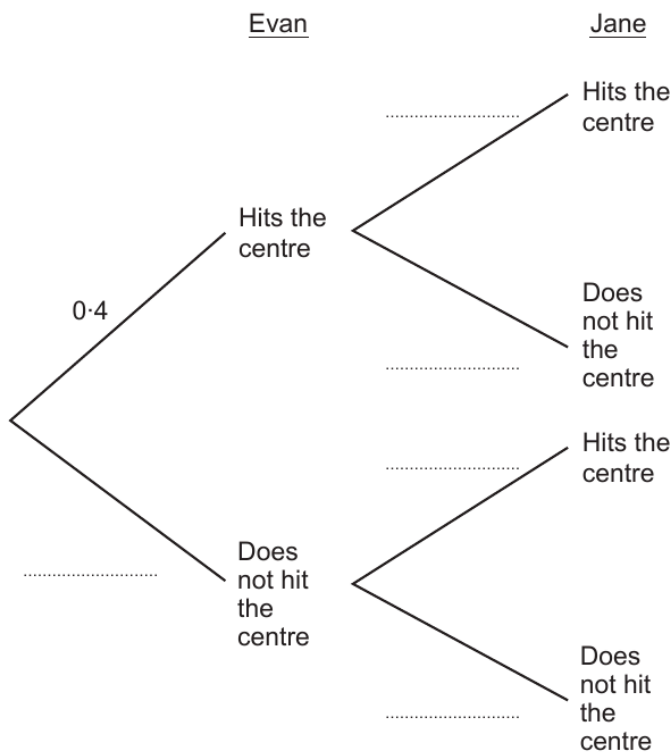 Evan
Jane
Hits the
centre
Hits the
centre
0·4
Does
not hit
the
centre
Hits the
centre
Does
not hit
the
centre
Does
not hit
the
centre